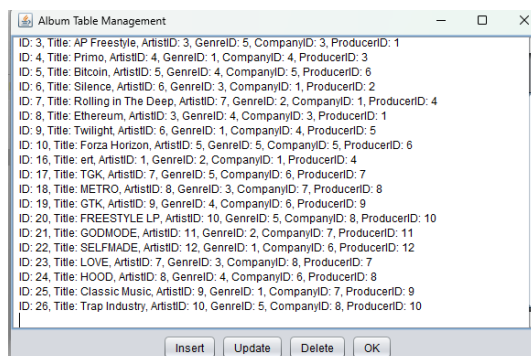 Album Table Management
ID: 3, Title: AP Freestyle, ArtistID: 3, GenreID: 5, CompanyID: 3, ProducerID: 1
ID: 4, Title: Primo, ArtistID: 4, GenreID: 1, CompanyID: 4, ProducerID: 3
ID: 5, Title: Bitcoin, ArtistID: 5, GenreID: 4, CompanyID: 5, ProducerID: 6
ID: 6, Title: Silence, ArtistID: 6, GenreID: 3, CompanyID: 1, ProducerID: 2
ID: 7, Title: Rolling in The Deep, ArtistID: 7, GenreID: 2, CompanyID: 1, ProducerID: 4
ID: 8, Title: Ethereum, ArtistID: 3, GenreID: 4, CompanyID: 3, ProducerID: 1
ID: 9, Title: Twilight, ArtistID: 6, GenreID: 1, CompanyID: 4, ProducerID: 5
ID: 10, Title: Forza Horizon, ArtistID: 5, GenreID: 5, CompanyID: 5, ProducerID: 6
ID: 16, Title: ert, ArtistID: 1, GenreID: 2, CompanyID: 1, ProducerID: 4
ID: 17, Title: TGK, ArtistID: 7, GenreID: 5, CompanyID: 6, ProducerID: 7
ID: 18, Title: METRO, ArtistID: 8, GenreID: 3, CompanyID: 7, ProducerID: 8
ID: 19, Title: GTK, ArtistID: 9, GenreID: 4, CompanyID: 6, ProducerID: 9
ID: 20, Title: FREESTYLE LP, ArtistID: 10, GenreID: 5, CompanyID: 8, ProducerID: 10
ID: 21, Title: GODMODE, ArtistID: 11, GenreID: 2, CompanyID: 7, ProducerID: 11
ID: 22, Title: SELFMADE, ArtistID: 12, GenreID: 1, CompanyID: 6, ProducerID: 12
ID: 23, Title: LOVE, ArtistID: 7, GenreID: 3, CompanyID: 8, ProducerID: 7
ID: 24, Title: HOOD, ArtistID: 8, GenreID: 4, CompanyID: 6, ProducerID: 8
ID: 25, Title: Classic Music, ArtistID: 9, GenreID: 1, CompanyID: 7, ProducerID: 9
ID: 26, Title: Trap Industry, ArtistID: 10, GenreID: 5, CompanyID: 8, ProducerID: 10
Insert Update Delete OK